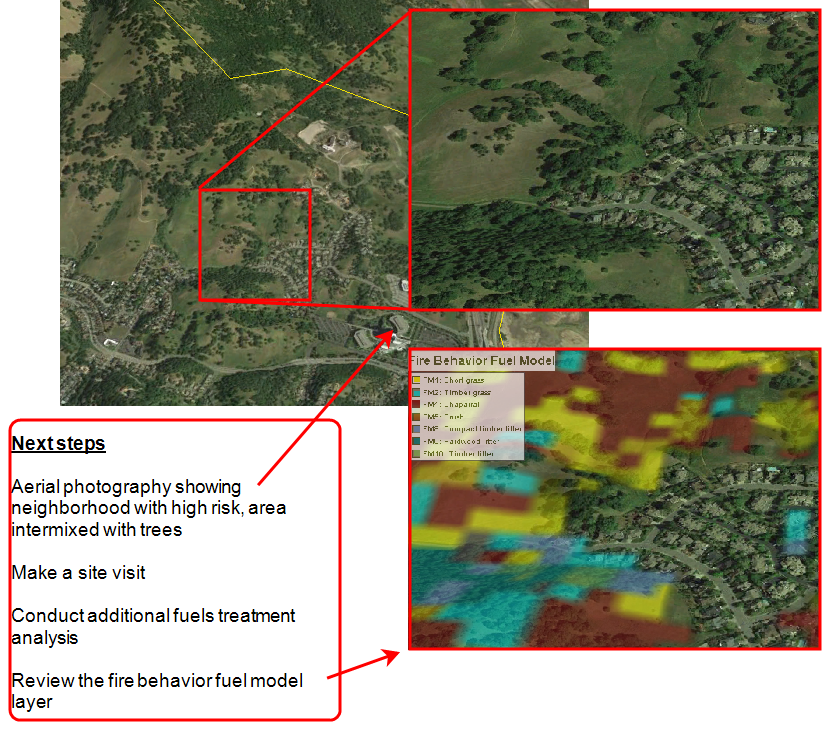 Fire Behavior Fuel Model
FM1: Short grass
FM2: Timber grass
FM4: Chaparral
FM5: Brush
FM8: Compact timber litter
FM9: Hardwood litter
FM10: Timber litter
Next steps
Aerial photography showing
neighborhood with high risk, area
intermixed with trees
Make a site visit
Conduct additional fuels treatment
analysis
Review the fire behavior fuel model
layer